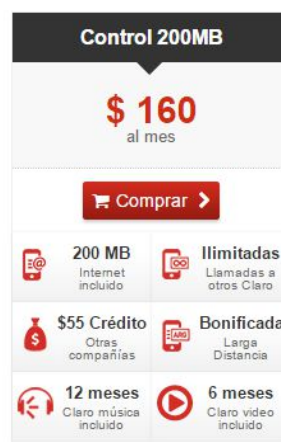 Control 200MB
$ 160
al mes
Comprar
200 MB
Internet
incluido
Ilimitadas
Llamadas a
otros Claro
$55 Crédito
Otras
compañías
Bonificada
Larga
Distancia
12 meses
Claro música
incluido
6 meses
Claro video
incluido